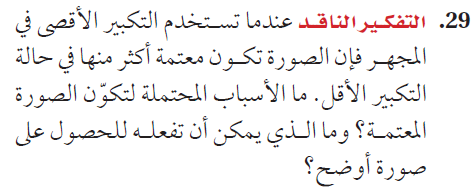 29. التفكير الناقد عندما تستخدم التكبير الأقصى في
المجهر فإن الصورة تكون معتمة أكثر منها في حالة
التكبير الأقل. ما الأسباب المحتملة لتكوّن الصورة
المعتمة؟ وما الذي يمكن أن تفعله للحصول على
صورة أوضح؟